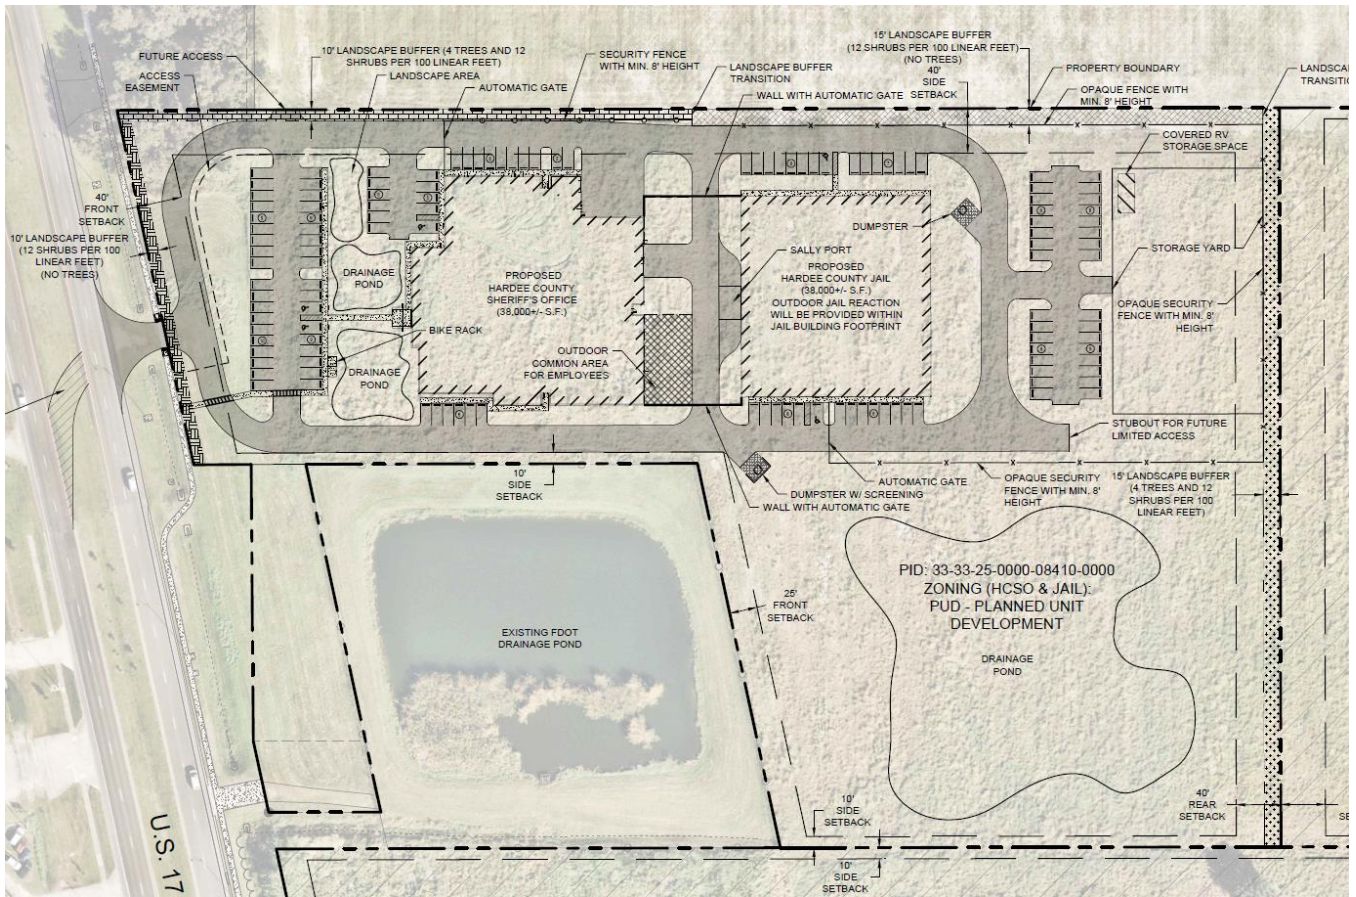 FUTURE ACCESS
ACCESS
EASEMENT
10' LANDSCAPE BUFFER (4 TREES AND 12
SHRUBS PER 100 LINEAR FEET)
LANDSCAPE AREA
AUTOMATIC GATE
SECURITY FENCE
WITH MIN. 8' HEIGHT
LANDSCAPE BUFFER
TRANSITION
WALL WITH AUTOMATIC GATE
15' LANDSCAPE BUFFER
(12 SHRUBS PER 100 LINEAR FEET)
(NO TREES)
40'
SIDE
SETBACK
PROPERTY BOUNDARY
OPAQUE FENCE WITH
MIN. 8' HEIGHT
COVERED RV
STORAGE SPACE
40'
FRONT
SETBACK
10' LANDSCAPE BUFFER
(12 SHRUBS PER 100
LINEAR FEET)
(NO TREES)
DRAINAGE
POND
DRAINAGE
POND
BIKE RACK
PROPOSED
HARDEE COUNTY
SHERIFF'S OFFICE
(38,000+/- S.F.)
OUTDOOR
COMMON AREA
FOR EMPLOYEES
DUMPSTER
SALLY PORT
PROPOSED
HARDEE COUNTY JAIL
(38,000+/- S.F.)
OUTDOOR JAIL REACTION
WILL BE PROVIDED WITHIN
JAIL BUILDING FOOTPRINT
STORAGE YARD
OPAQUE SECURITY
FENCE WITH MIN. 8'
HEIGHT
STUBOUT FOR FUTURE
LIMITED ACCESS
10'
SIDE
SETBACK
DUMPSTER W/ SCREENING
WALL WITH AUTOMATIC GATE
AUTOMATIC GATE
OPAQUE SECURITY
FENCE WITH MIN. 8'
HEIGHT
15' LANDSCAPE BUFFER
(4 TREES AND 12
SHRUBS PER 100
LINEAR FEET)
PID: 33-33-25-0000-08410-0000
ZONING (HCSO & JAIL):
PUD - PLANNED UNIT
DEVELOPMENT
DRAINAGE
POND
25'
FRONT
SETBACK
EXISTING FDOT
DRAINAGE POND
10'
SIDE
SETBACK
10'
SIDE
SETBACK
40'
REAR
SETBACK
U.S. 17